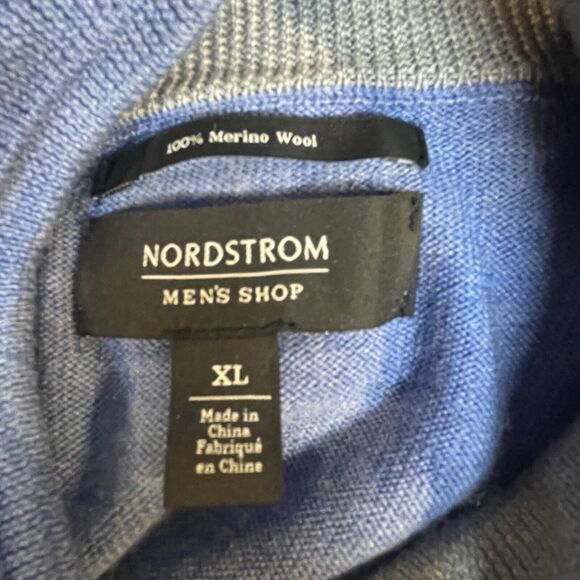 100% Merino Wool
NORDSTROM
MEN'S SHOP
XL
Made in
China
Fabriqué
en Chine